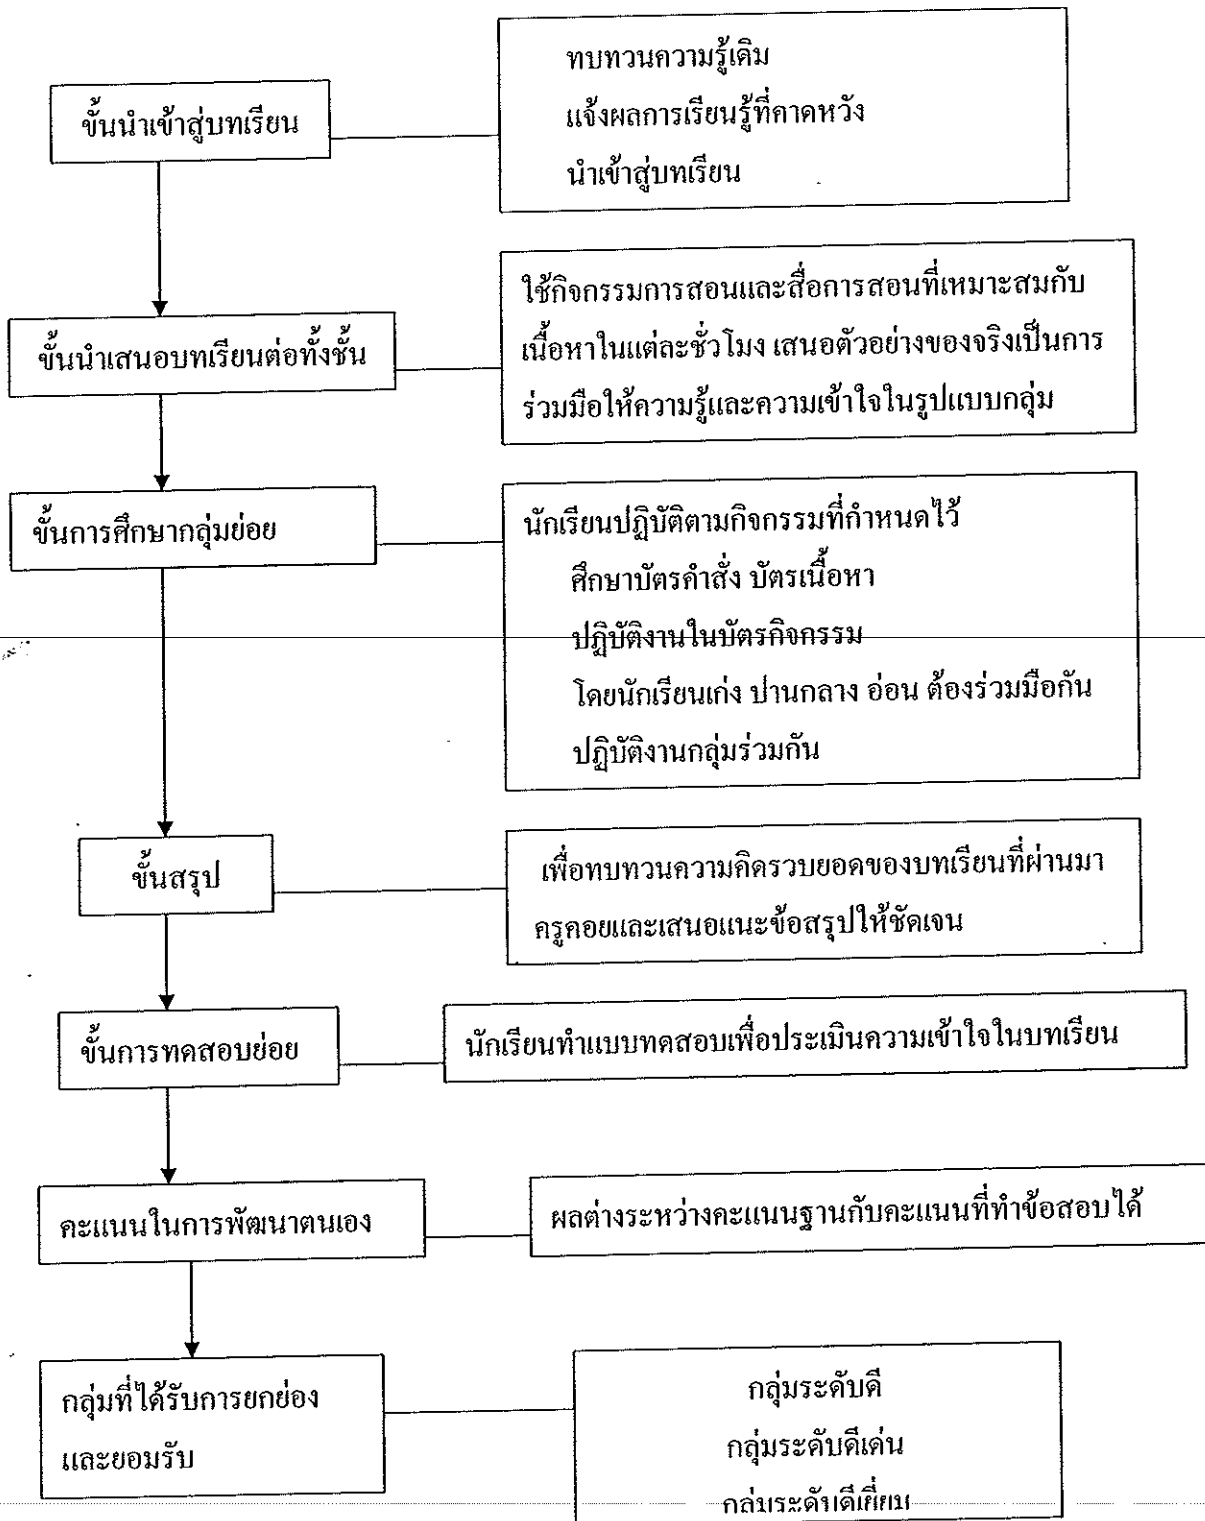 ขั้นนำเข้าสู่บทเรียน
ทบทวนความรู้เดิม
แจ้งผลการเรียนรู้ที่คาดหวัง
นำเข้าสู่บทเรียน
ขั้นนำเสนอบทเรียนต่อทั้งชั้น
ใช้กิจกรรมการสอนและสื่อการสอนที่เหมาะสมกับ
เนื้อหาในแต่ละชั่วโมง เสนอตัวอย่างของจริงเป็นการ
ร่วมมือให้ความรู้และความเข้าใจในรูปแบบกลุ่ม
ขั้นการศึกษากลุ่มย่อย
นักเรียนปฏิบัติตามกิจกรรมที่กำหนดไว้
ศึกษาบัตรคำสั่ง บัตรเนื้อหา
ปฏิบัติงานในบัตรกิจกรรม
โดยนักเรียนเก่ง ปานกลาง อ่อน ต้องร่วมมือกัน
ปฏิบัติงานกลุ่มร่วมกัน
ขั้นสรุป
เพื่อทบทวนความคิดรวบยอดของบทเรียนที่ผ่านมา
ครูคอยและเสนอแนะข้อสรุปให้ชัดเจน
ขั้นการทดสอบย่อย
นักเรียนทำแบบทดสอบเพื่อประเมินความเข้าใจในบทเรียน
คะแนนในการพัฒนาตนเอง
ผลต่างระหว่างคะแนนฐานกับคะแนนที่ทำข้อสอบได้
กลุ่มที่ได้รับการยกย่อง
และยอมรับ
กลุ่มระดับดี
กลุ่มระดับดีเด่น
กลุ่มระดับดีเยี่ยม